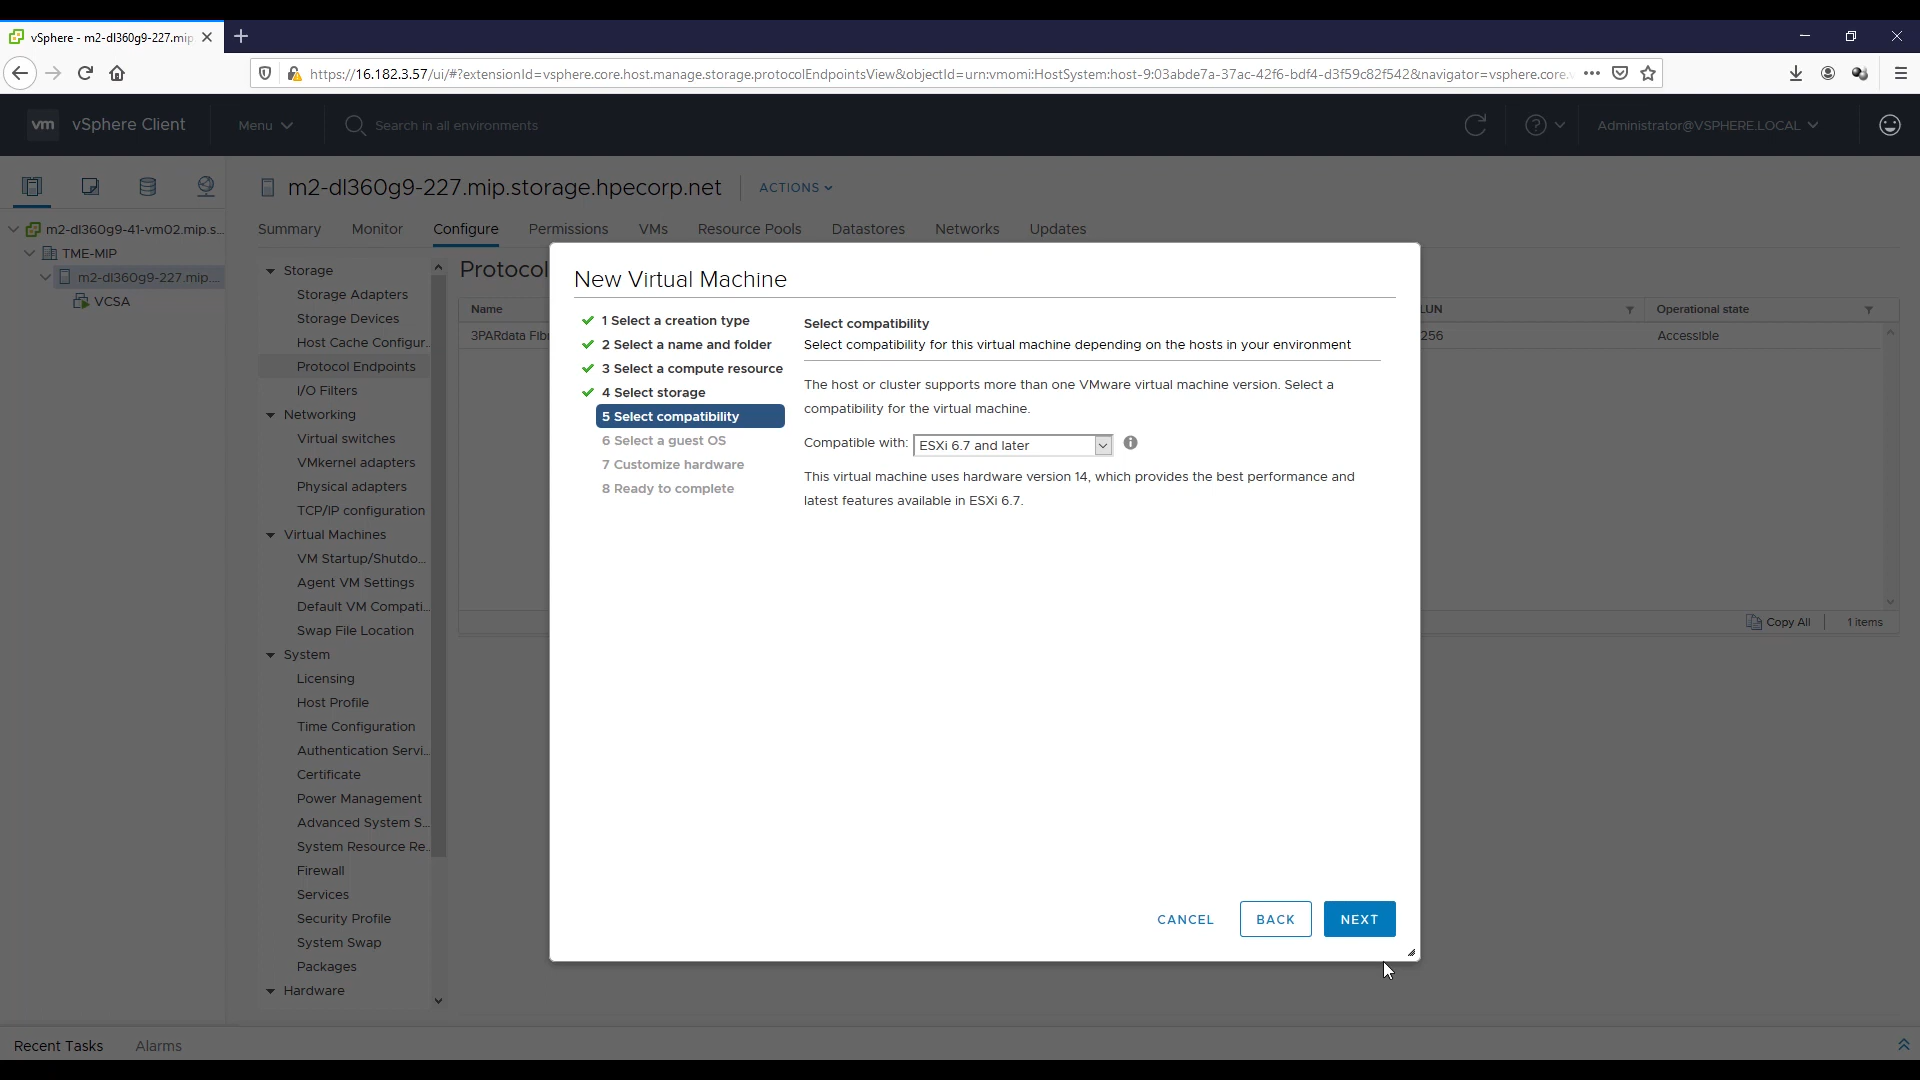 vSphere - m2-dl360g9-227.mip
https://16.182.3.57/ui/#?extensionId=vsphere.core.host.manage.storage.protocolEndpointsView&objectId=urn:vmomi:HostSystem:host-9:03abde7a-37ac-42f6-bdf4-d3f59c82f542&navigator=vsphere.core.
vm vSphere Client
Menu
Search in all environments
Administrator@VSPHERE.LOCAL
m2-dl360g9-227.mip.storage.hpecorp.net
ACTIONS
m2-dl360g9-41-vm02.mip.s...
TME-MIP
m2-dl360g9-227.mip....
VCSA
Summary Monitor Configure Permissions VMs Resource Pools Datastores Networks Updates
Storage
Storage Adapters
Storage Devices
Host Cache Configur..
Protocol Endpoints
I/O Filters
Networking
Virtual switches
VMkernel adapters
Physical adapters
TCP/IP configuration
Virtual Machines
VM Startup/Shutdo...
Agent VM Settings
Default VM Compati...
Swap File Location
System
Licensing
Host Profile
Time Configuration
Authentication Servi...
Certificate
Power Management
Advanced System S...
System Resource Re..
Firewall
Services
Security Profile
System Swap
Packages
Hardware
Protocol
Name LUN Operational state
3PARdata Fib 256 Accessible
Copy All 1 items
New Virtual Machine
1 Select a creation type
2 Select a name and folder
3 Select a compute resource
4 Select storage
5 Select compatibility
6 Select a guest OS
7 Customize hardware
8 Ready to complete
Select compatibility
Select compatibility for this virtual machine depending on the hosts in your environment
The host or cluster supports more than one VMware virtual machine version. Select a
compatibility for the virtual machine.
Compatible with: ESXi 6.7 and later
This virtual machine uses hardware version 14, which provides the best performance and
latest features available in ESXi 6.7.
CANCEL BACK NEXT
Recent Tasks Alarms